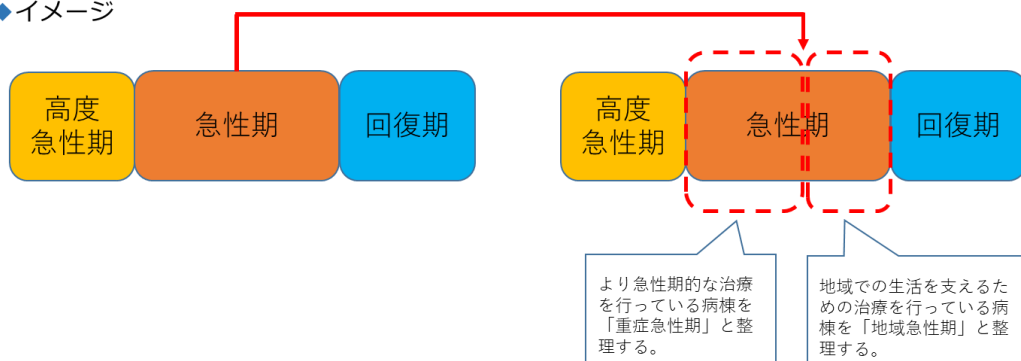 ◆イメージ
高度
急性期
急性期
回復期
高度
急性期
急性期
回復期
より急性期的な治療
を行っている病棟を
「重症急性期」と整
理する。
地域での生活を支えるた
めの治療を行っている病
棟を「地域急性期」と整
理する。